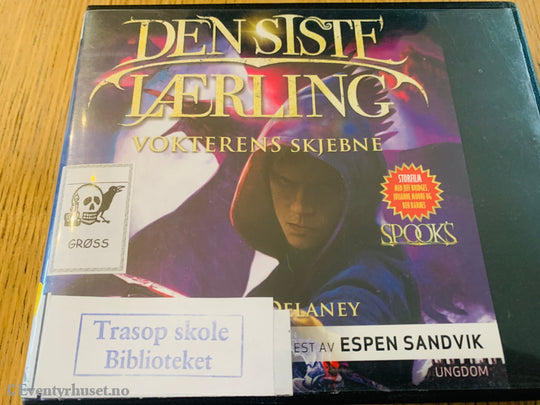 DEN SISTE
LÆRLING
VOKTERENS SKJEBNE
STORFILM
MED JEFF BRIDGES,
JULIANNE MOORE OG
BEN BARNES
SPOOK'S
GRØSS
DELANEY
Trasop skole
Biblioteket
EST AV ESPEN SANDVIK
UNGDOM
©Eventyrhuset.no